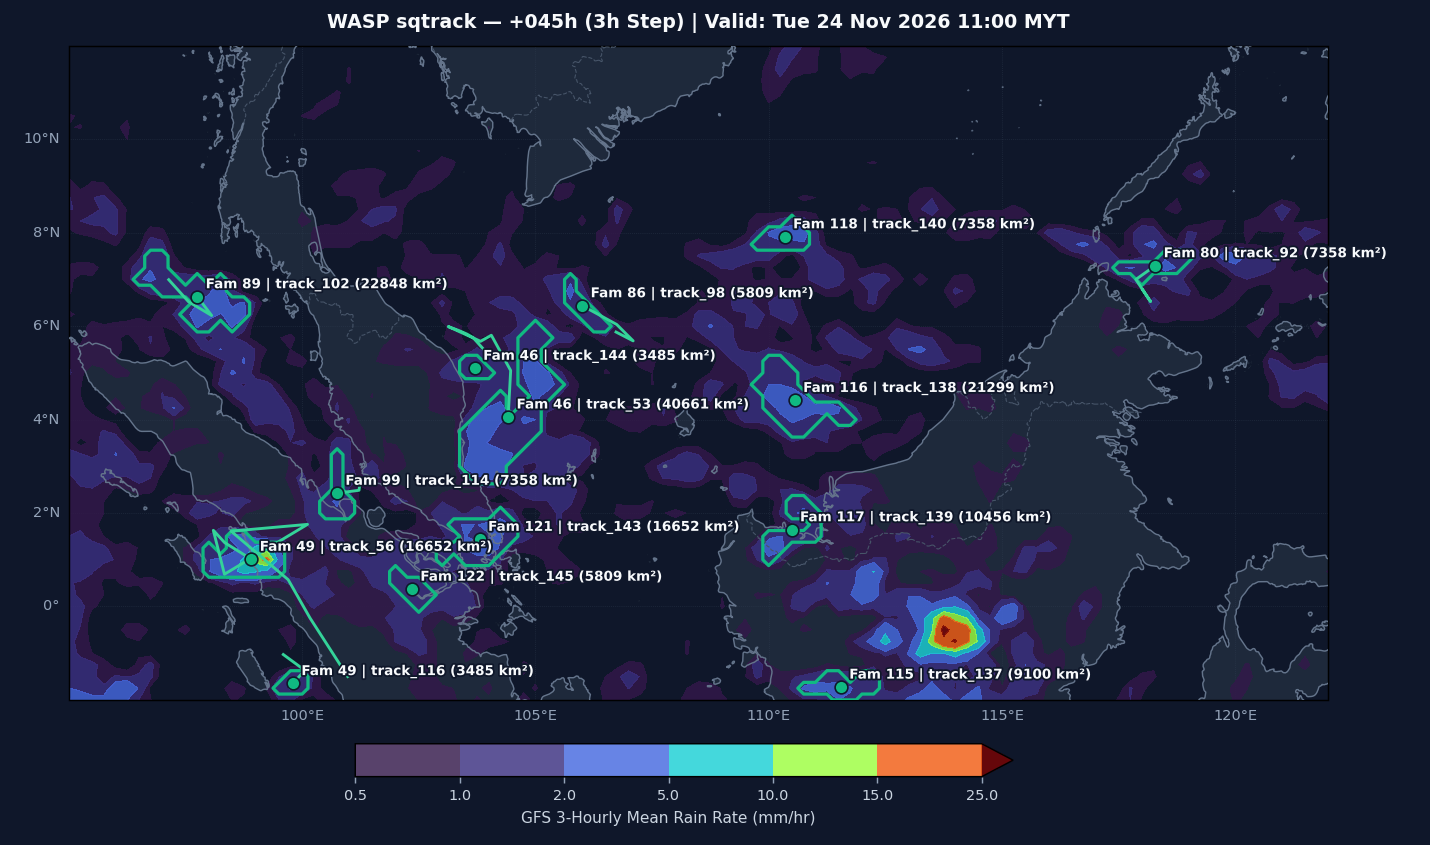 WASP sqtrack — +045h (3h Step) | Valid: Tue 24 Nov 2026 11:00 MYT
10°N
8°N
6°N
4°N
2°N
0°
Fam 118 | track_140 (7358 km²)
Fam 80 | track_92 (7358 km²)
Fam 89 | track_102 (22848 km²)
Fam 86 | track_98 (5809 km²)
Fam 46 | track_144 (3485 km²)
Fam 116 | track_138 (21299 km²)
Fam 46 | track_53 (40661 km²)
Fam 99 | track_114 (7358 km²)
Fam 117 | track_139 (10456 km²)
Fam 121 | track_143 (16652 km²)
Fam 49 | track_56 (16652 km²)
Fam 122 | track_145 (5809 km²)
Fam 49 | track_116 (3485 km²)
Fam 115 | track_137 (9100 km²)
100°E 105°E 110°E 115°E 120°E
0.5 1.0 2.0 5.0 10.0 15.0 25.0
GFS 3-Hourly Mean Rain Rate (mm/hr)